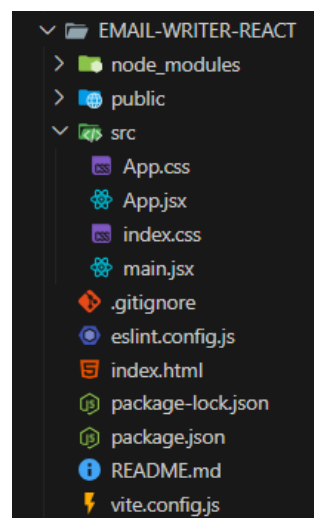 EMAIL-WRITER-REACT
node_modules
public
src
App.css
App.jsx
index.css
main.jsx
.gitignore
eslint.config.js
index.html
package-lock.json
package.json
README.md
vite.config.js